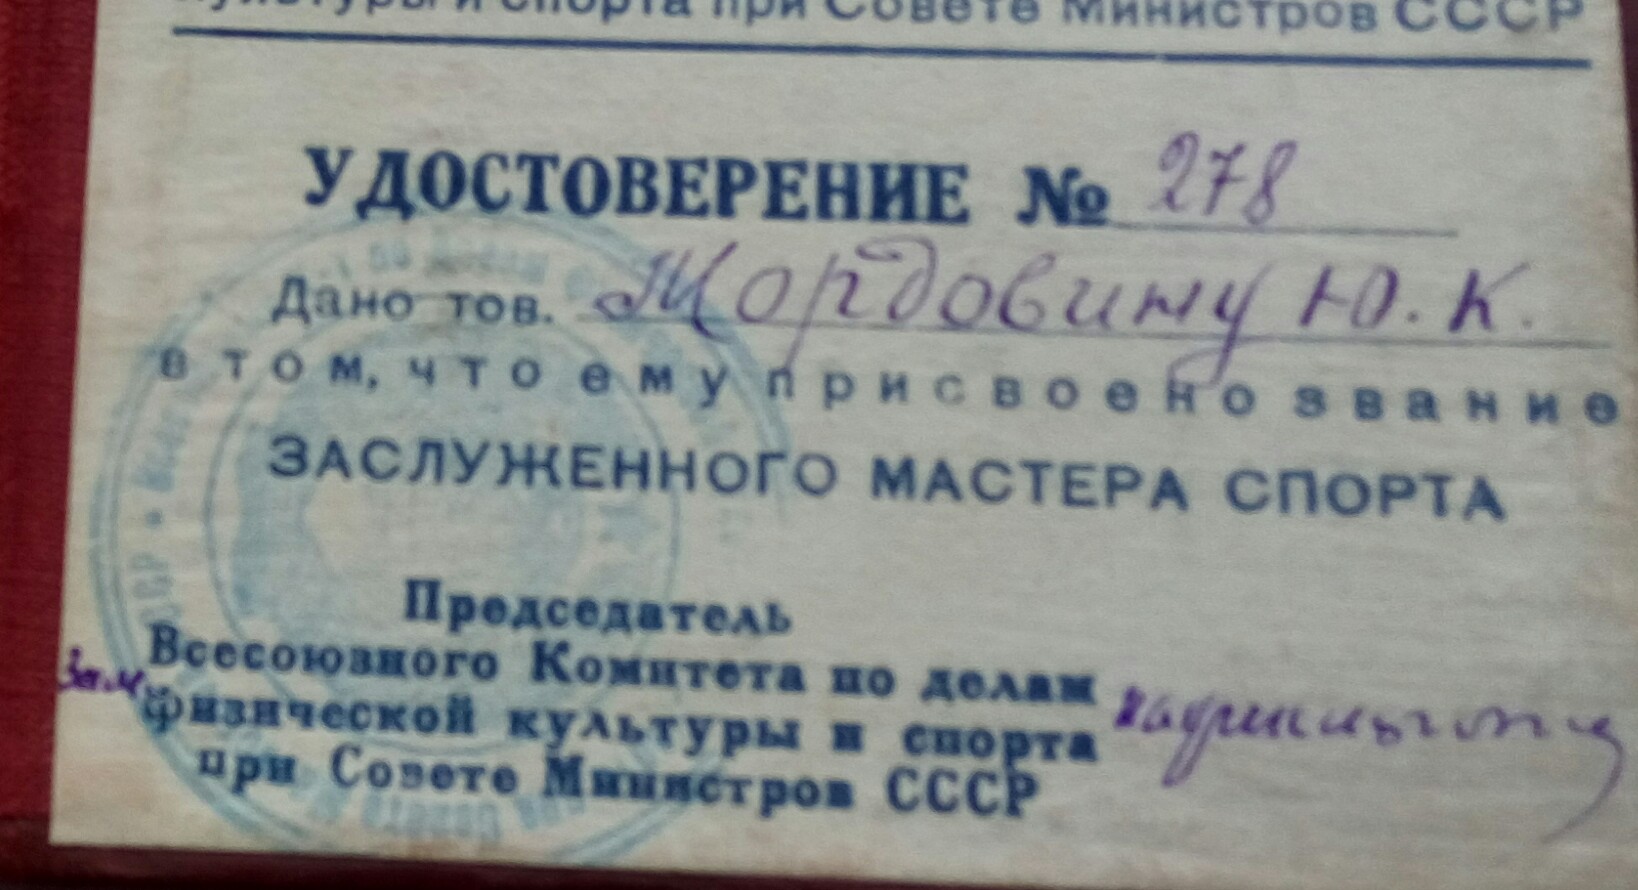 культуры и спорта при Совете Министров СССР
УДОСТОВЕРЕНИЕ № 278
Дано тов. Мордовину Ю. К.
в том, что ему присвоено звание
ЗАСЛУЖЕННОГО МАСТЕРА СПОРТА
Председатель
Всесоюзного Комитета по делам
Зам физической культуры и спорта
при Совете Министров СССР